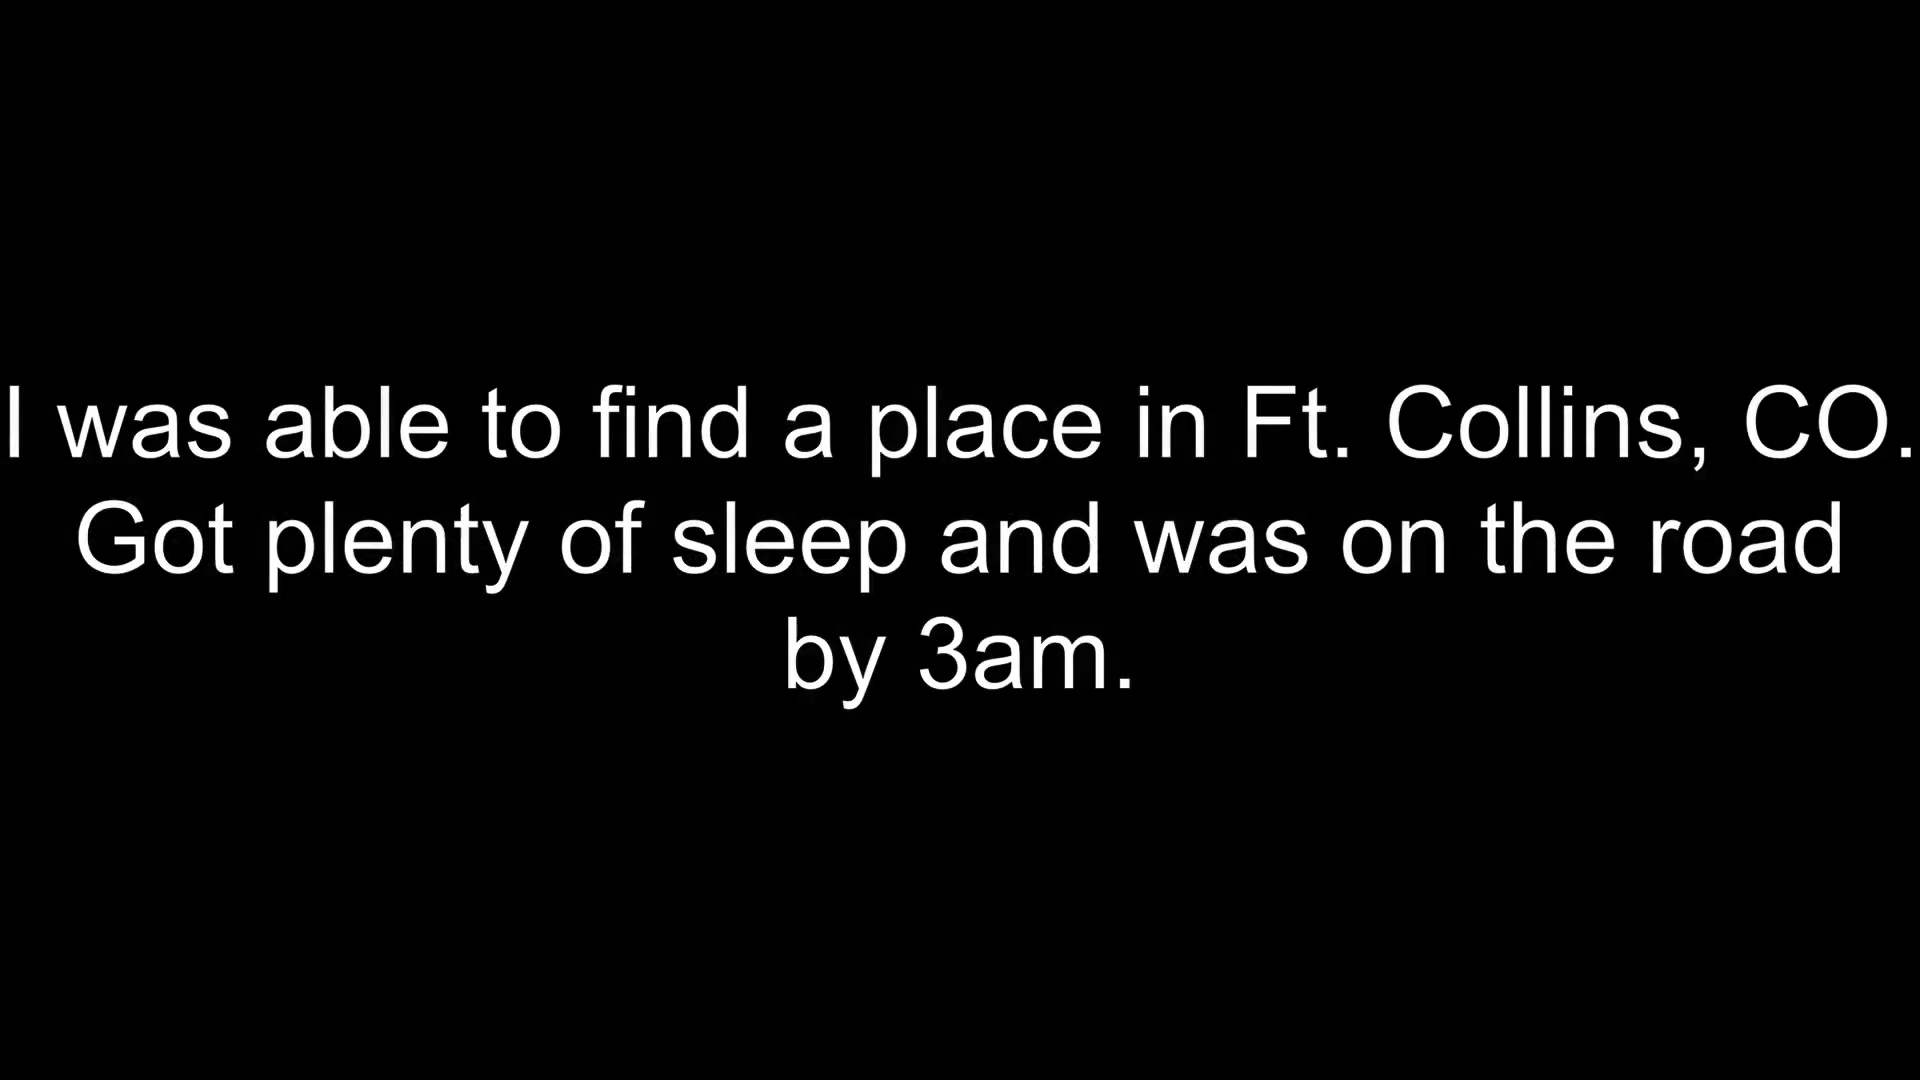 I was able to find a place in Ft. Collins, CO.
Got plenty of sleep and was on the road
by 3am.